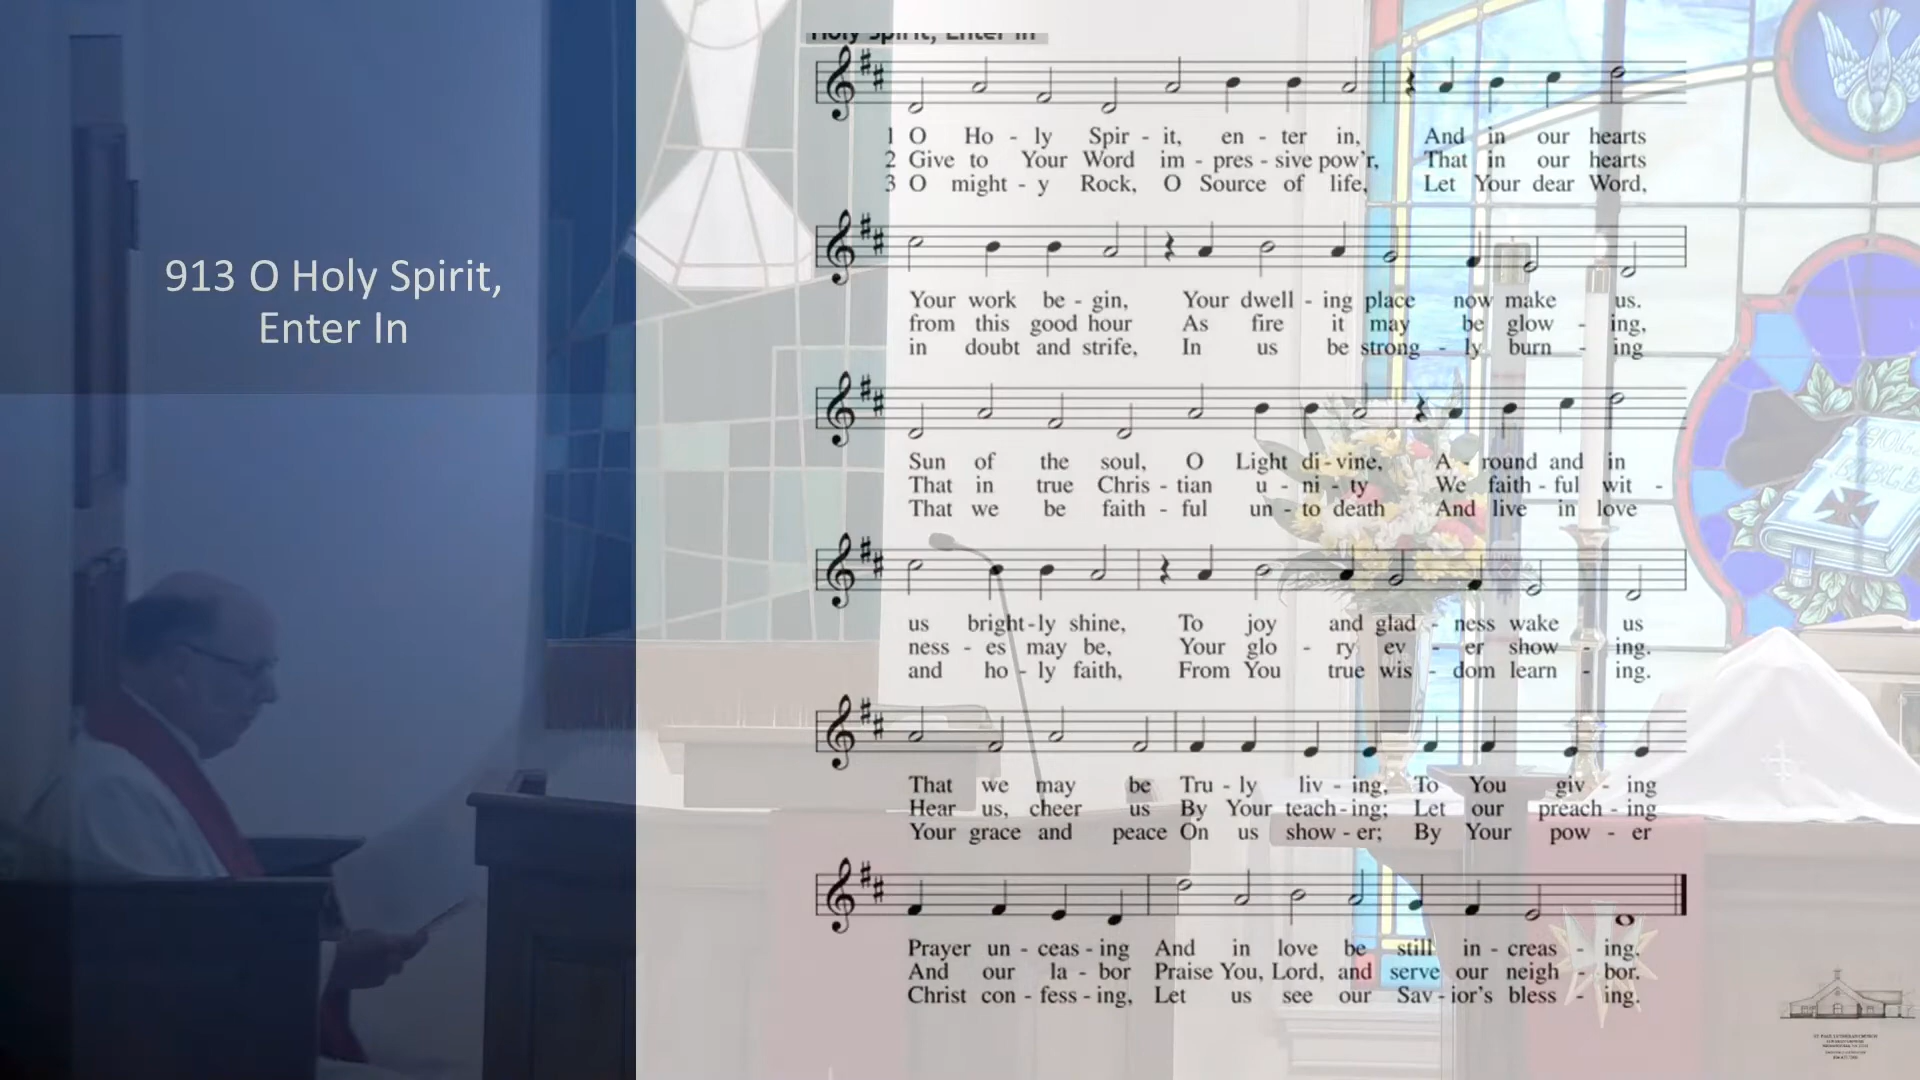 913 O Holy Spirit,
Enter In
Holy Spirit, Enter In
1 O Ho - ly Spir - it, en - ter in, And in our hearts
2 Give to Your Word im - pres - sive pow'r, That in our hearts
3 O might - y Rock, O Source of life, Let Your dear Word,
Your work be - gin, Your dwell - ing place now make us.
from this good hour As fire it may be glow - ing,
in doubt and strife, In us be strong - ly burn - ing
Sun of the soul, O Light di - vine, A - round and in
That in true Chris - tian u - ni - ty We faith - ful wit -
That we be faith - ful un - to death And live in love
us bright - ly shine, To joy and glad - ness wake us
ness - es may be, Your glo - ry ev - er show - ing.
and ho - ly faith, From You true wis - dom learn - ing.
That we may be Tru - ly liv - ing, To You giv - ing
Hear us, cheer us By Your teach - ing; Let our preach - ing
Your grace and peace On us show - er; By Your pow - er
Prayer un - ceas - ing And in love be still in - creas - ing.
And our la - bor Praise You, Lord, and serve our neigh - bor.
Christ con - fess - ing, Let us see our Sav - ior's bless - ing.
HOLY
BIBLE
ST. PAUL LUTHERAN CHURCH